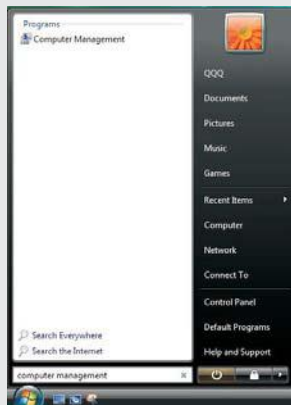 Programs
Computer Management
Search Everywhere
Search the Internet
computer management
QQQ
Documents
Pictures
Music
Games
Recent Items
Computer
Network
Connect To
Control Panel
Default Programs
Help and Support